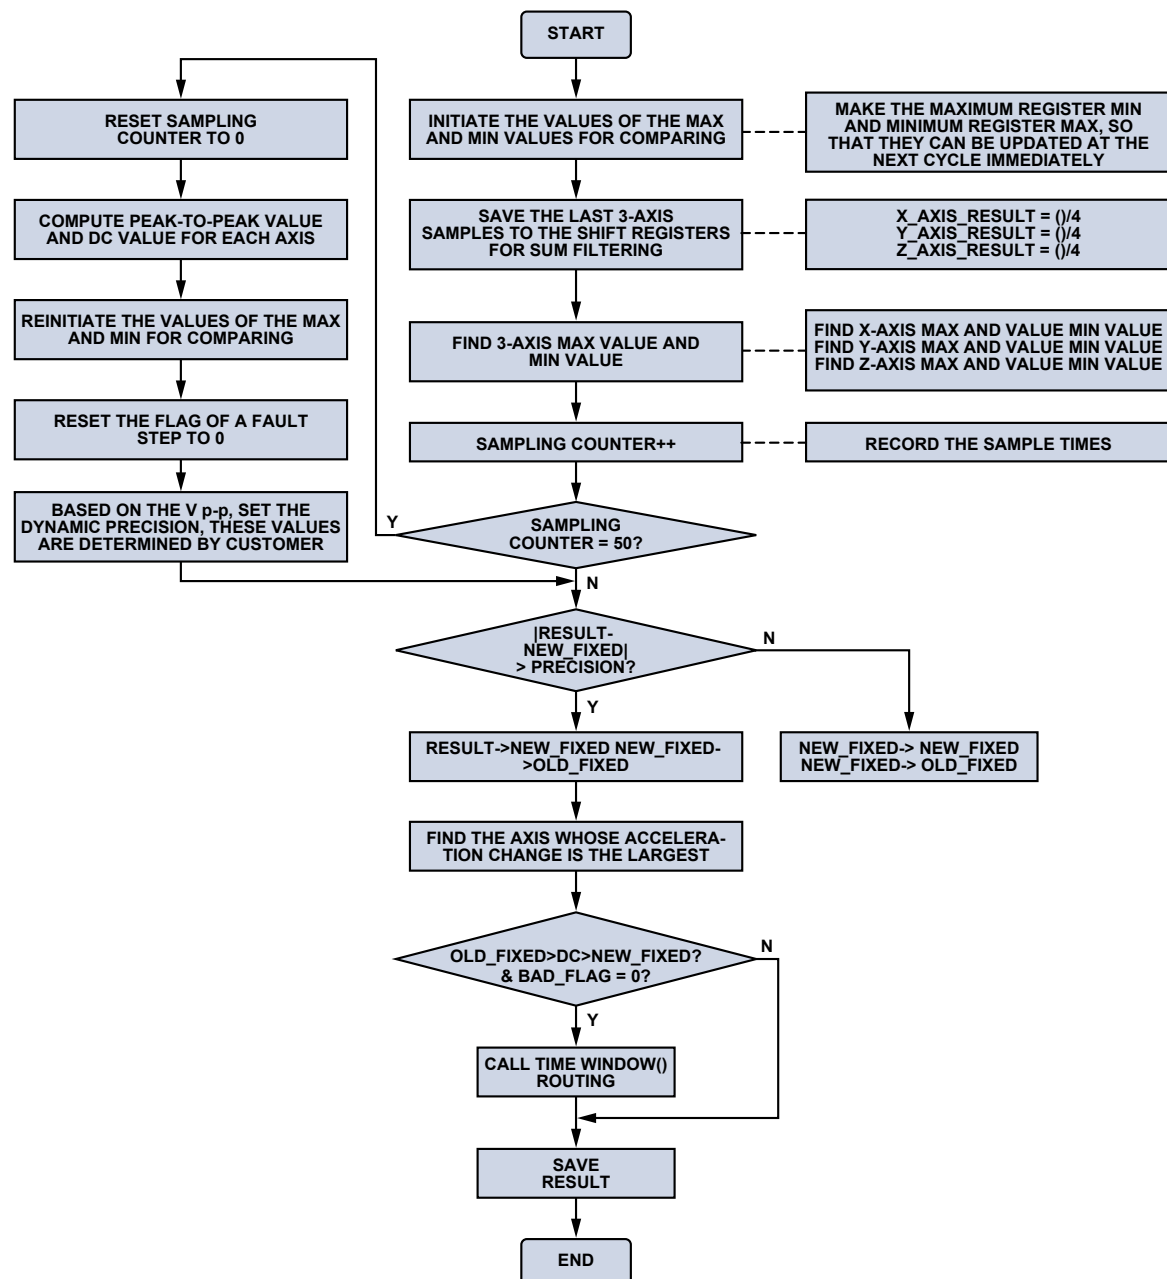 START
RESET SAMPLING
COUNTER TO 0
INITIATE THE VALUES OF THE MAX
AND MIN VALUES FOR COMPARING
MAKE THE MAXIMUM REGISTER MIN
AND MINIMUM REGISTER MAX, SO
THAT THEY CAN BE UPDATED AT THE
NEXT CYCLE IMMEDIATELY
COMPUTE PEAK-TO-PEAK VALUE
AND DC VALUE FOR EACH AXIS
SAVE THE LAST 3-AXIS
SAMPLES TO THE SHIFT REGISTERS
FOR SUM FILTERING
X_AXIS_RESULT = ()/4
Y_AXIS_RESULT = ()/4
Z_AXIS_RESULT = ()/4
REINITIATE THE VALUES OF THE MAX
AND MIN FOR COMPARING
FIND 3-AXIS MAX VALUE AND
MIN VALUE
FIND X-AXIS MAX AND VALUE MIN VALUE
FIND Y-AXIS MAX AND VALUE MIN VALUE
FIND Z-AXIS MAX AND VALUE MIN VALUE
RESET THE FLAG OF A FAULT
STEP TO 0
SAMPLING COUNTER++
RECORD THE SAMPLE TIMES
BASED ON THE V p-p, SET THE
DYNAMIC PRECISION, THESE VALUES
ARE DETERMINED BY CUSTOMER
Y
SAMPLING
COUNTER = 50?
N
|RESULT-
NEW_FIXED|
> PRECISION?
N
Y
RESULT->NEW_FIXED NEW_FIXED-
>OLD_FIXED
NEW_FIXED-> NEW_FIXED
NEW_FIXED-> OLD_FIXED
FIND THE AXIS WHOSE ACCELERA-
TION CHANGE IS THE LARGEST
OLD_FIXED>DC>NEW_FIXED?
& BAD_FLAG = 0?
N
Y
CALL TIME WINDOW()
ROUTING
SAVE
RESULT
END